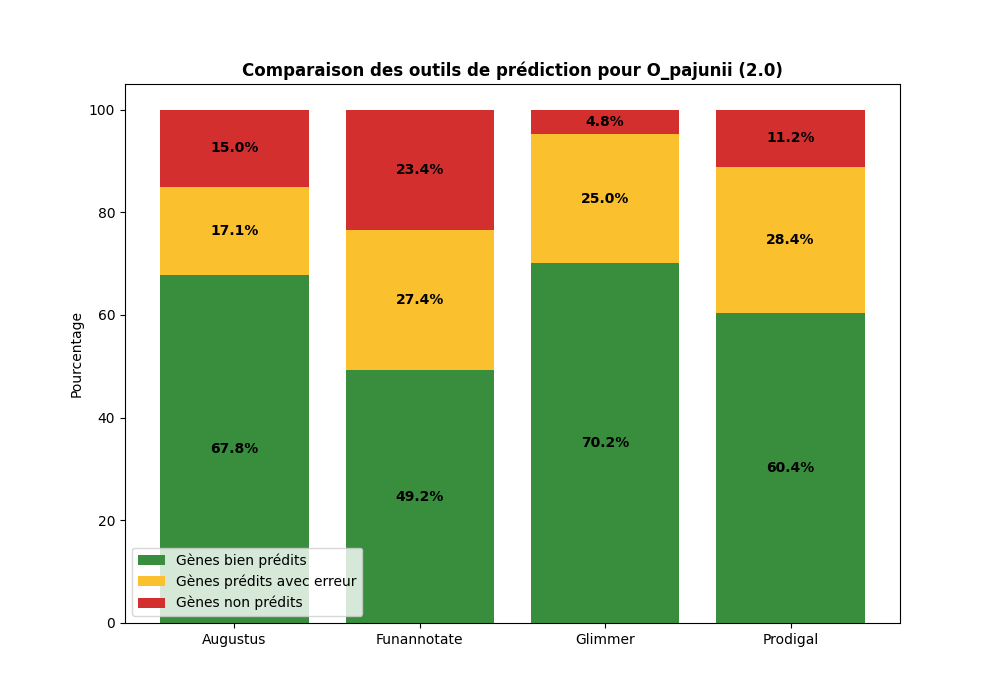 Comparaison des outils de prédiction pour O_pajunii (2.0)
Pourcentage
100
80
60
40
20
0
15.0%
17.1%
67.8%
23.4%
27.4%
49.2%
4.8%
25.0%
70.2%
11.2%
28.4%
60.4%
Gènes bien prédits
Gènes prédits avec erreur
Gènes non prédits
Augustus
Funannotate
Glimmer
Prodigal